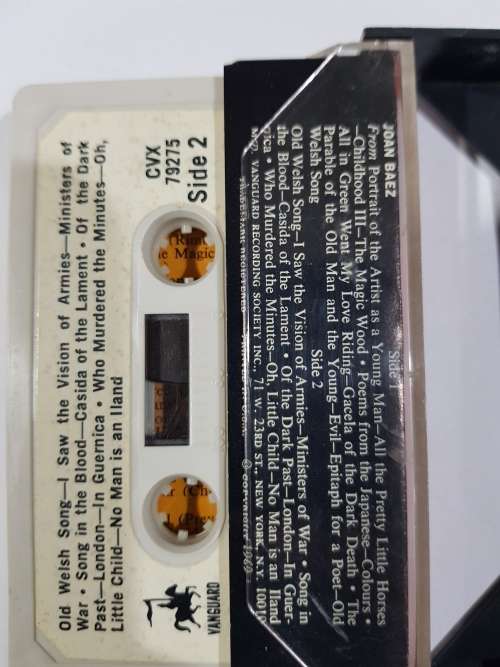 Old Welsh Song—I Saw the Vision of Armies—Ministers of
War • Song in the Blood—Casida of the Lament • Of the Dark
Past—London—In Guernica • Who Murdered the Minutes—Oh,
Little Child—No Man is an Iland
CVX
79275
Side 2
VANGUARD
JOAN BAEZ
Side 1
From Portrait of the Artist as a Young Man—All the Pretty Little Horses
—Childhood III—The Magic Wood • Poems from the Japanese—Colours •
All in Green Went My Love Riding—Gacela of the Dark Death • The
Parable of the Old Man and the Young—Evil—Epitaph for a Poet—Old
Welsh Song
Side 2
Old Welsh Song—I Saw the Vision of Armies—Ministers of War • Song in
the Blood—Casida of the Lament • Of the Dark Past—London—In Guer-
nica • Who Murdered the Minutes—Oh, Little Child—No Man is an Iland
VANGUARD RECORDING SOCIETY INC., 71 W. 23RD ST., NEW YORK, N.Y. 10010
TRADEMARK REGISTERED